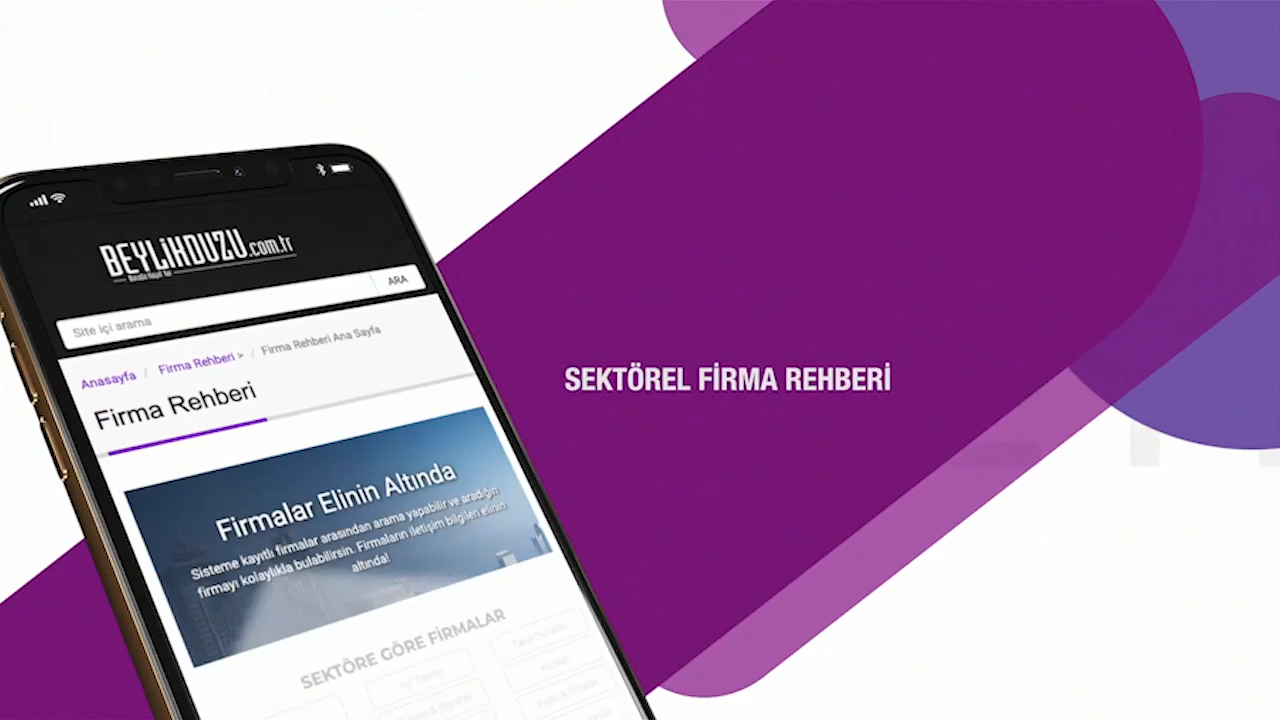 BEYLİKDUZU.com.tr
Site içi arama
ARA
Anasayfa / Firma Rehberi > / Firma Rehberi Ana Sayfa
Firma Rehberi
SEKTÖREL FİRMA REHBERİ
Firmalar Elinin Altında
Sisteme kayıtlı firmalar arasından arama yapabilir ve aradığın
firmayı kolaylıkla bulabilirsin. Firmaların iletişim bilgileri elinin
altında!
SEKTÖRE GÖRE FİRMALAR